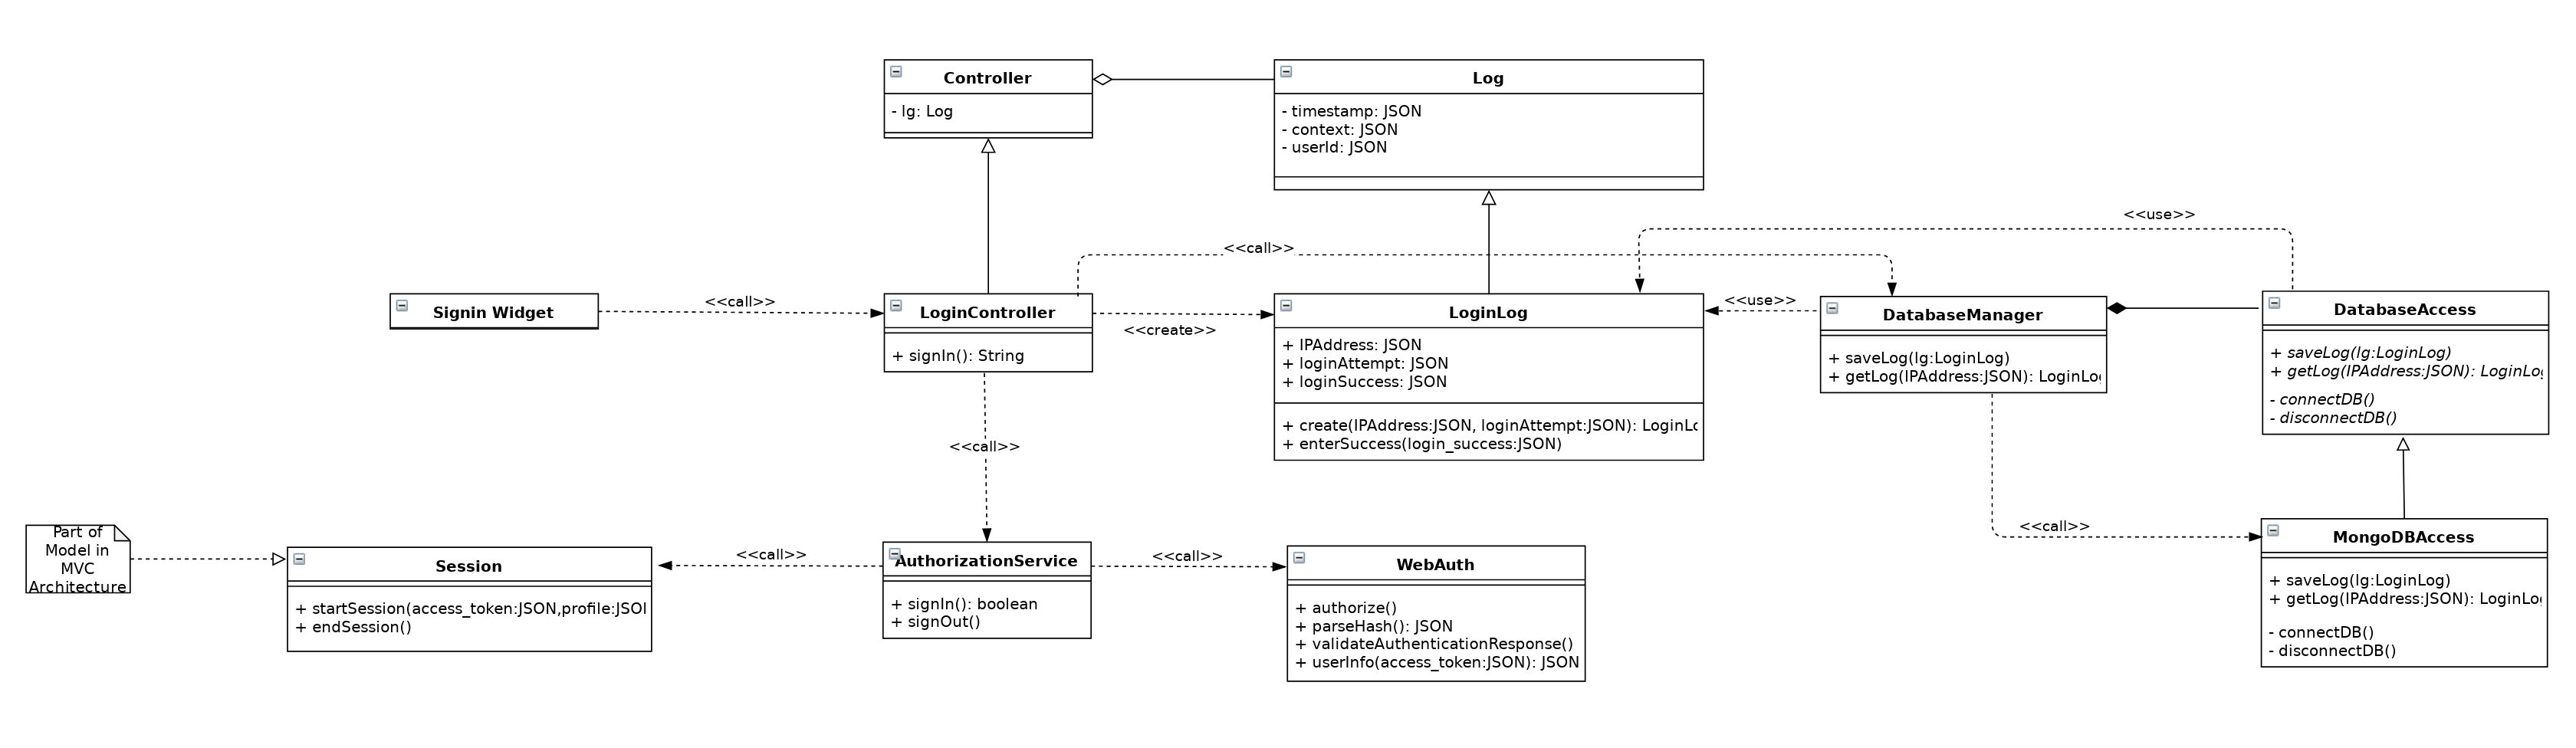 Controller
- lg: Log
Log
- timestamp: JSON
- context: JSON
- userId: JSON
<<use>>
<<call>>
Signin Widget
<<call>>
LoginController
+ signIn(): String
<<create>>
LoginLog
+ IPAddress: JSON
+ loginAttempt: JSON
+ loginSuccess: JSON
+ create(IPAddress:JSON, loginAttempt:JSON): LoginLo
+ enterSuccess(login_success:JSON)
<<use>>
DatabaseManager
+ saveLog(lg:LoginLog)
+ getLog(IPAddress:JSON): LoginLog
DatabaseAccess
+ saveLog(lg:LoginLog)
+ getLog(IPAddress:JSON): LoginLog
- connectDB()
- disconnectDB()
<<call>>
<<call>>
Part of
Model in
MVC
Architecture
Session
+ startSession(access_token:JSON,profile:JSON
+ endSession()
<<call>>
AuthorizationService
+ signIn(): boolean
+ signOut()
<<call>>
WebAuth
+ authorize()
+ parseHash(): JSON
+ validateAuthenticationResponse()
+ userInfo(access_token:JSON): JSON
MongoDBAccess
+ saveLog(lg:LoginLog)
+ getLog(IPAddress:JSON): LoginLog
- connectDB()
- disconnectDB()